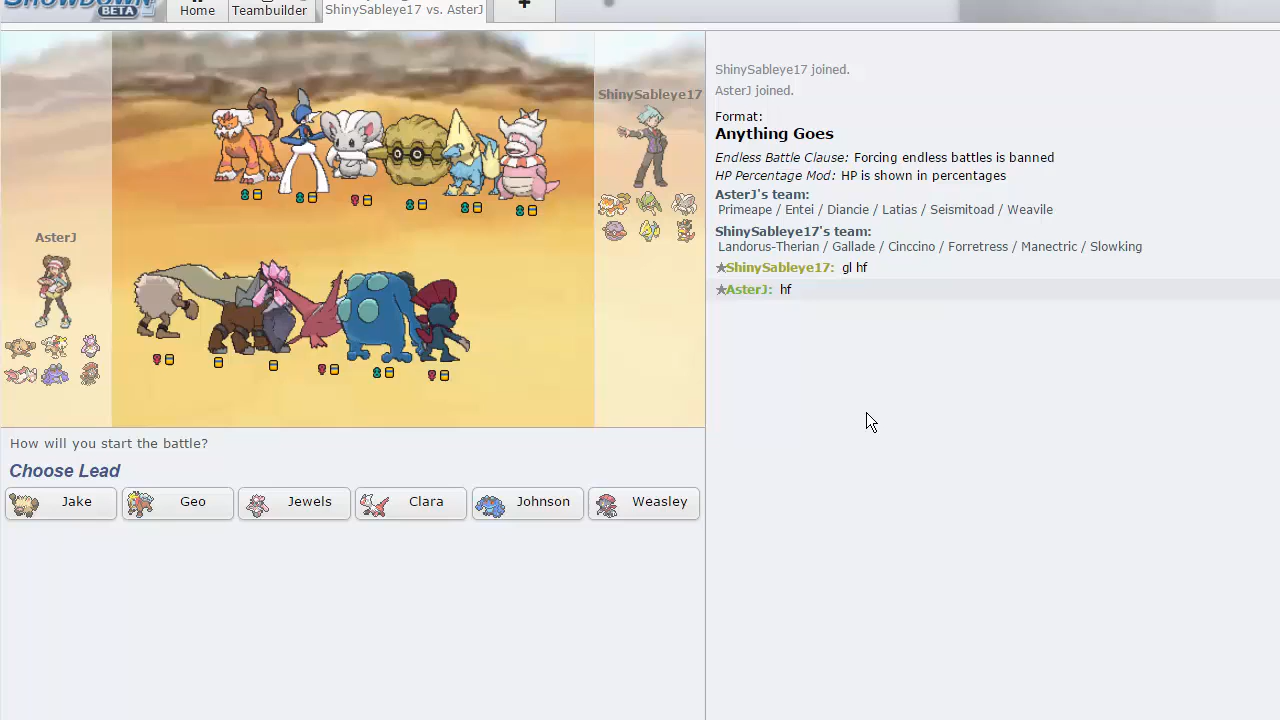 SHOWDOWN
BETA
Home
Teambuilder
ShinySableye17 vs. AsterJ
ShinySableye17
AsterJ
ShinySableye17 joined.
AsterJ joined.
Format:
Anything Goes
Endless Battle Clause: Forcing endless battles is banned
HP Percentage Mod: HP is shown in percentages
AsterJ's team:
Primeape / Entei / Diancie / Latias / Seismitoad / Weavile
ShinySableye17's team:
Landorus-Therian / Gallade / Cinccino / Forretress / Manectric / Slowking
★ShinySableye17: gl hf
★AsterJ: hf
How will you start the battle?
Choose Lead
Jake Geo Jewels Clara Johnson Weasley